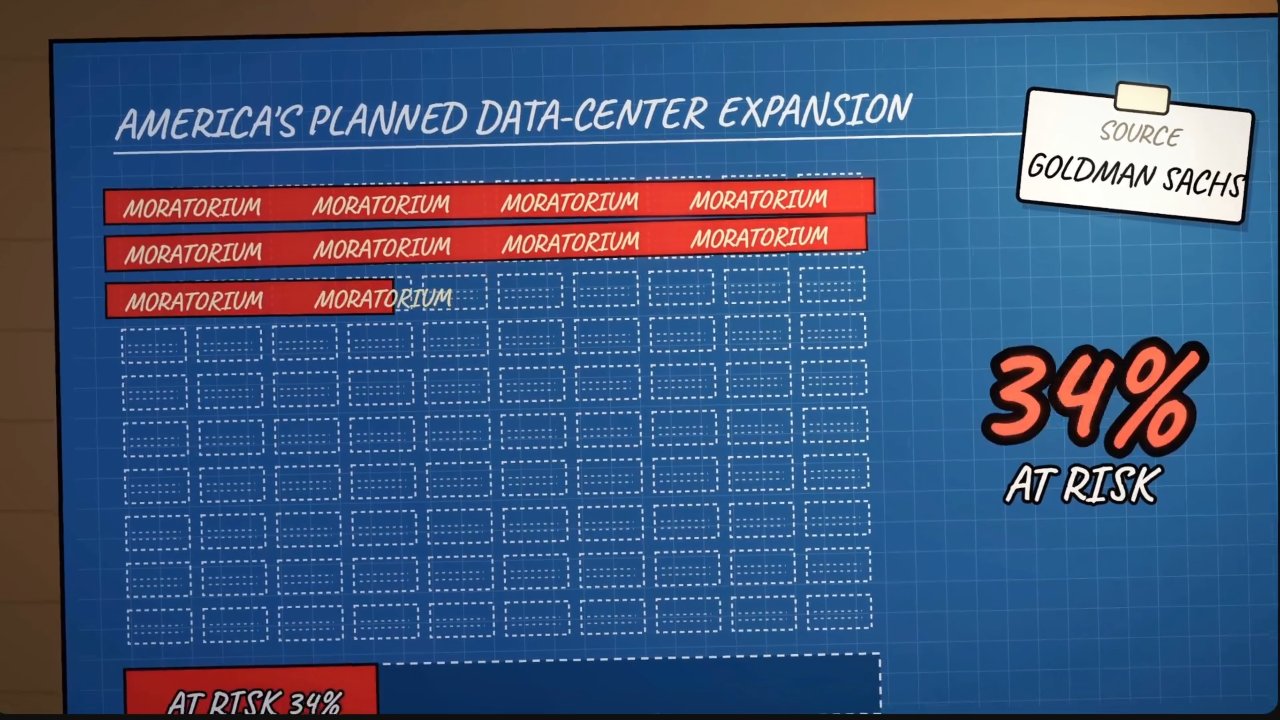 AMERICA'S PLANNED DATA-CENTER EXPANSION
SOURCE
GOLDMAN SACHS
MORATORIUM MORATORIUM MORATORIUM MORATORIUM
MORATORIUM MORATORIUM MORATORIUM MORATORIUM
MORATORIUM MORATORIUM
34%
AT RISK
AT RISK 34%